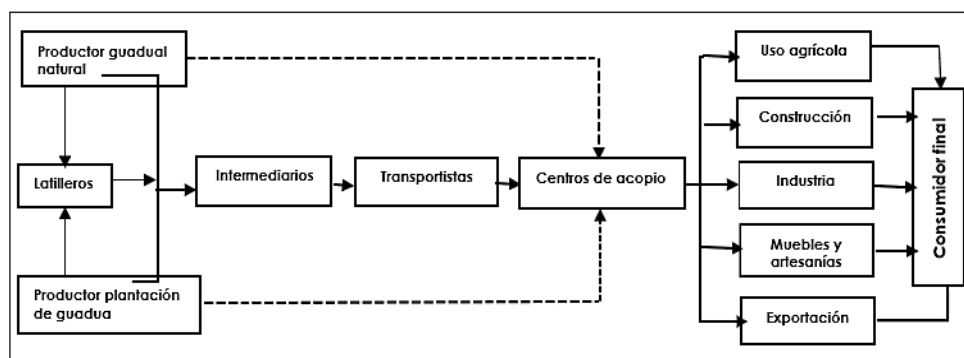 Productor guadual
natural
Latilleros
Productor plantación
de guadua
Intermediarios
Transportistas
Centros de acopio
Uso agrícola
Construcción
Industria
Muebles y
artesanías
Exportación
Consumidor final